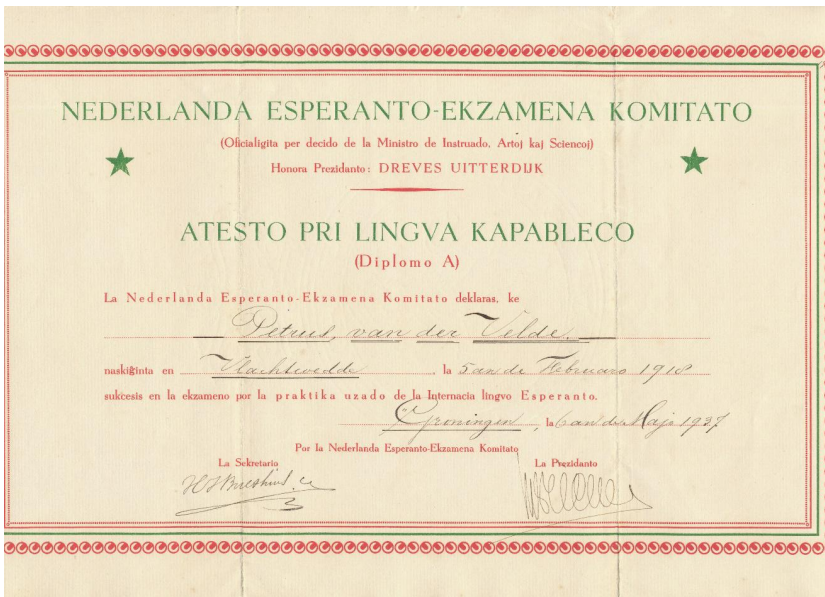 NEDERLANDA ESPERANTO-EKZAMENA KOMITATO
(Oficialigita per decido de la Ministro de Instruado, Artoj kaj Sciencoj)
Honora Prezidanto: DREVES UITTERDIJK
ATESTO PRI LINGVA KAPABLECO
(Diplomo A)
La Nederlanda Esperanto-Ekzamena Komitato deklaras, ke
Petrus, van der Velde.
naskiĝinta en Vlachtwedde, la 5an de Februaro 1918
sukcesis en la ekzameno por la praktika uzado de la Internacia lingvo Esperanto.
Groningen, la 6an de Majo 1937
Por la Nederlanda Esperanto-Ekzamena Komitato
La Sekretario La Prezidanto